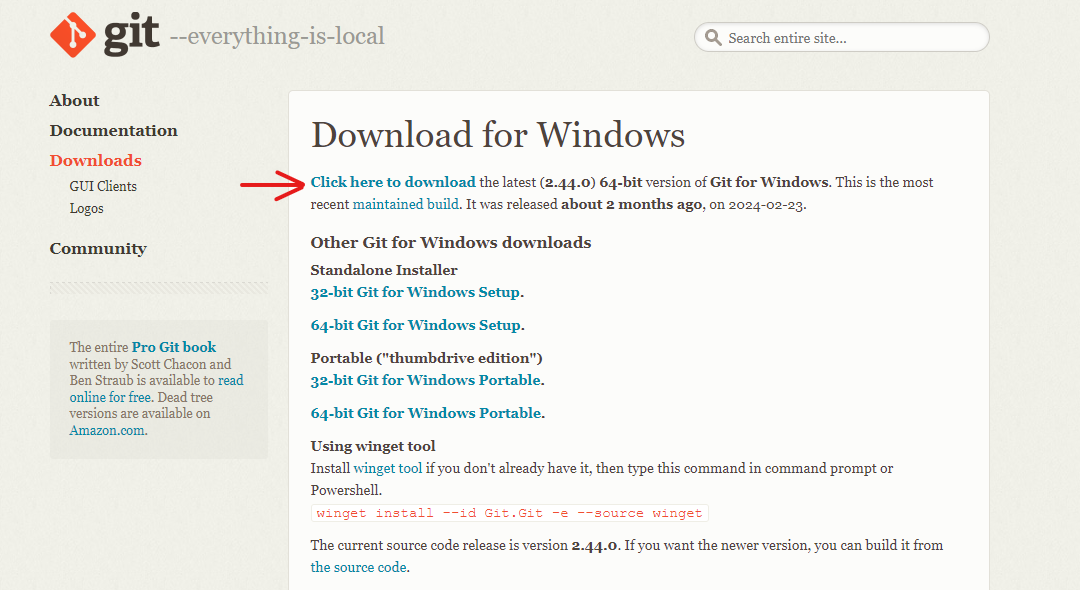 git --everything-is-local
Search entire site...
About
Documentation
Downloads
GUI Clients
Logos
Community
The entire Pro Git book
written by Scott Chacon and
Ben Straub is available to read
online for free. Dead tree
versions are available on
Amazon.com.
Download for Windows
Click here to download the latest (2.44.0) 64-bit version of Git for Windows. This is the most
recent maintained build. It was released about 2 months ago, on 2024-02-23.
Other Git for Windows downloads
Standalone Installer
32-bit Git for Windows Setup.
64-bit Git for Windows Setup.
Portable ("thumbdrive edition")
32-bit Git for Windows Portable.
64-bit Git for Windows Portable.
Using winget tool
Install winget tool if you don't already have it, then type this command in command prompt or
Powershell.
winget install --id Git.Git -e --source winget
The current source code release is version 2.44.0. If you want the newer version, you can build it from
the source code.